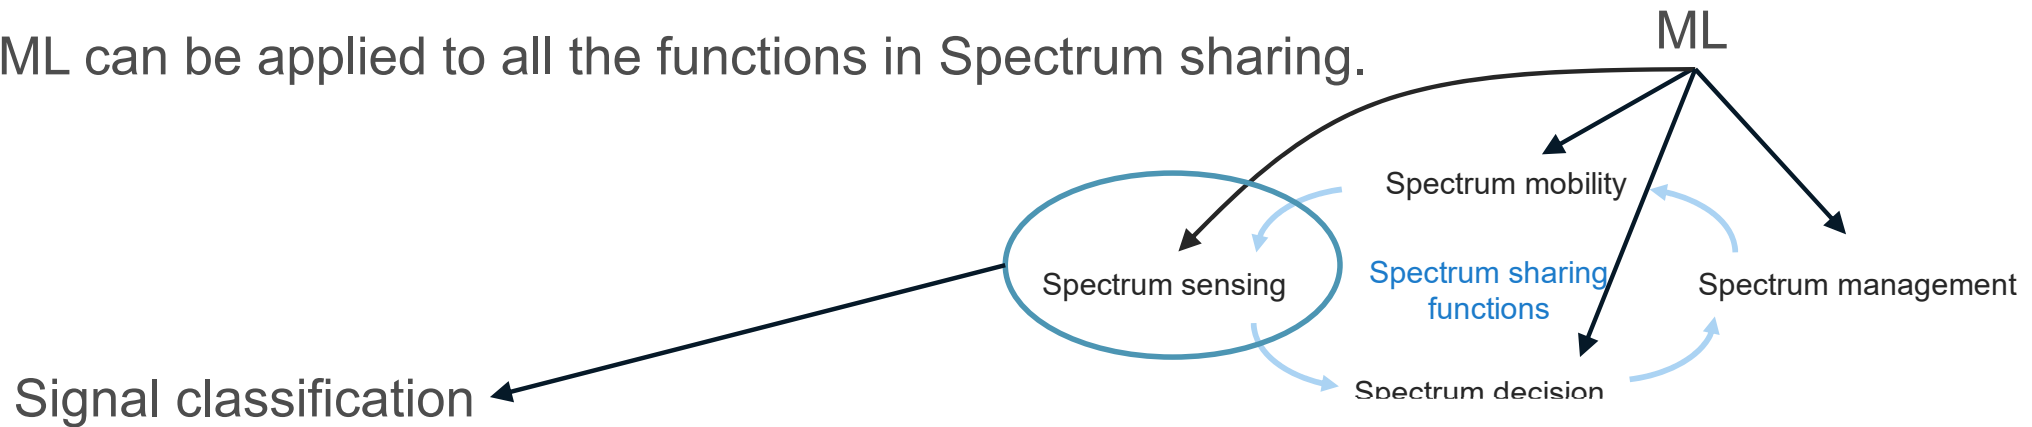 ML
ML can be applied to all the functions in Spectrum sharing.
Spectrum mobility
Spectrum sensing
Spectrum sharing
functions
Spectrum management
Spectrum decision
Signal classification